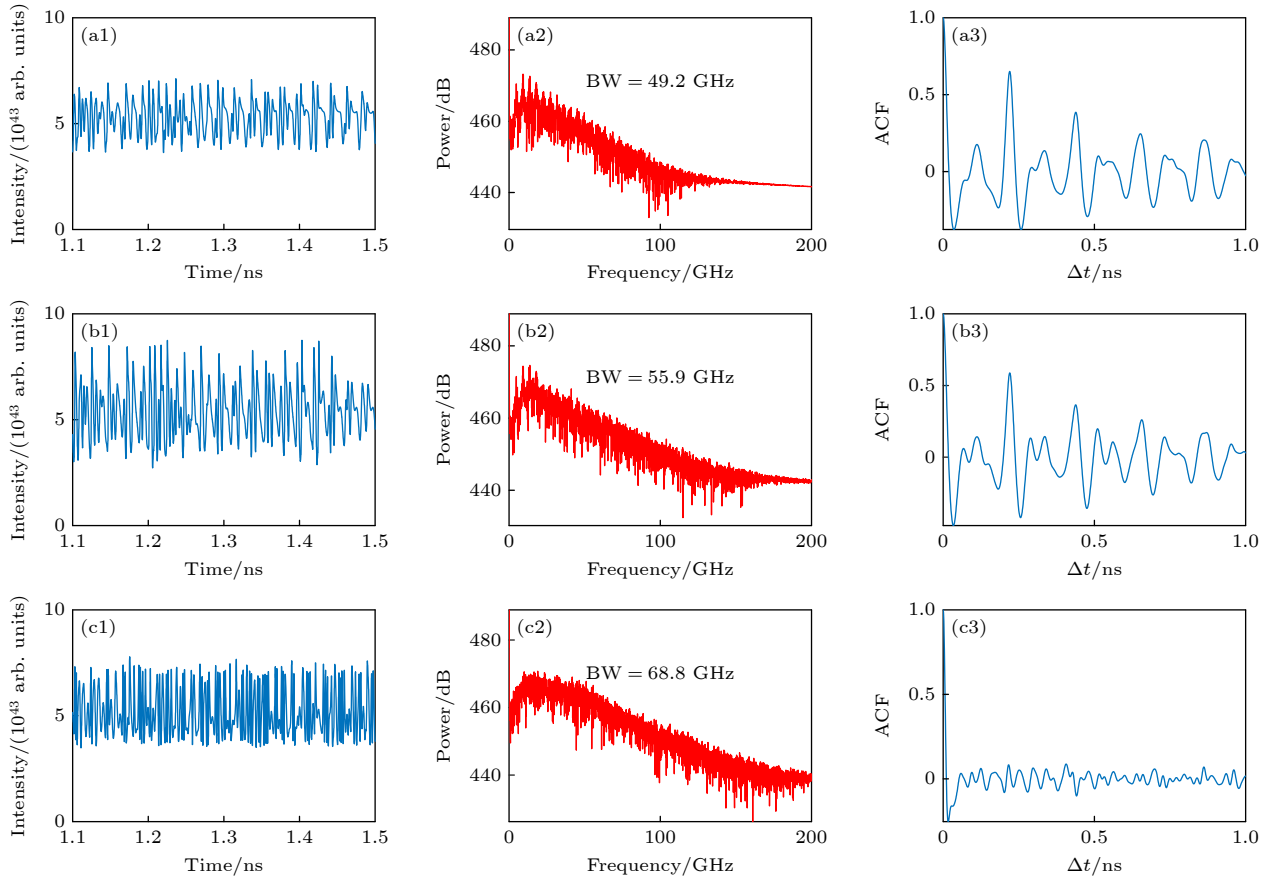 (a1)
Intensity/(10⁴³ arb. units)
10
5
0
1.1 1.2 1.3 1.4 1.5
Time/ns
(a2)
BW = 49.2 GHz
Power/dB
480
460
440
0 100 200
Frequency/GHz
(a3)
ACF
1.0
0.5
0
0 0.5 1.0
Δt/ns
(b1)
Intensity/(10⁴³ arb. units)
10
5
0
1.1 1.2 1.3 1.4 1.5
Time/ns
(b2)
BW = 55.9 GHz
Power/dB
480
460
440
0 100 200
Frequency/GHz
(b3)
ACF
1.0
0.5
0
0 0.5 1.0
Δt/ns
(c1)
Intensity/(10⁴³ arb. units)
10
5
0
1.1 1.2 1.3 1.4 1.5
Time/ns
(c2)
BW = 68.8 GHz
Power/dB
480
460
440
0 100 200
Frequency/GHz
(c3)
ACF
1.0
0.5
0
0 0.5 1.0
Δt/ns